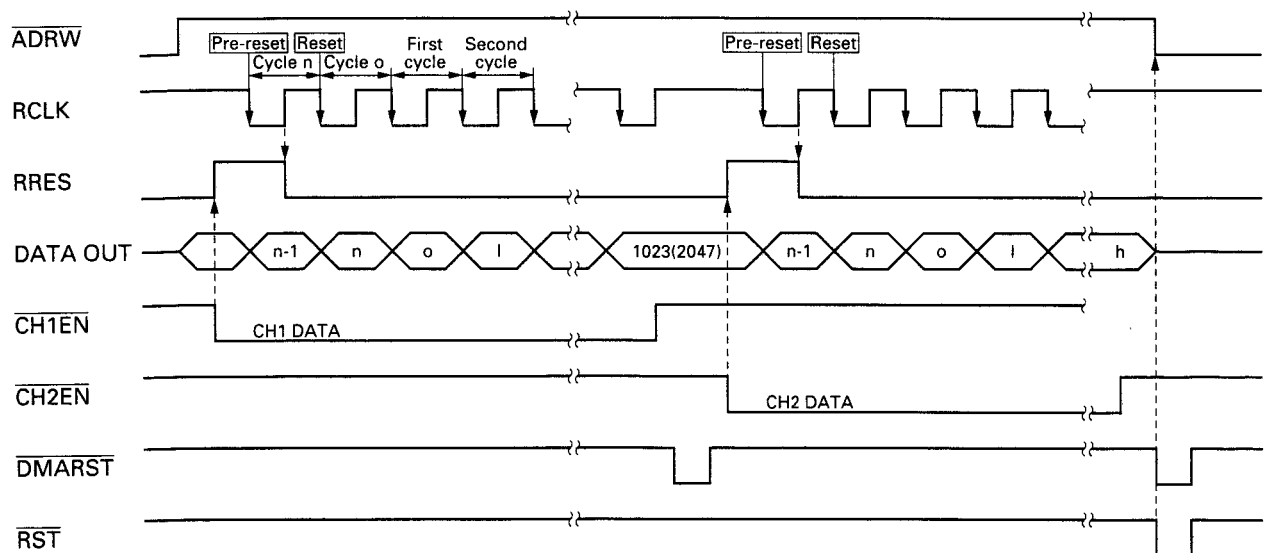 ADRW
Pre-reset Reset First Second Pre-reset Reset
Cycle n Cycle o cycle cycle
RCLK
RRES
DATA OUT n-1 n o l 1023(2047) n-1 n o l h
CH1EN
CH1 DATA
CH2EN
CH2 DATA
DMARST
RST